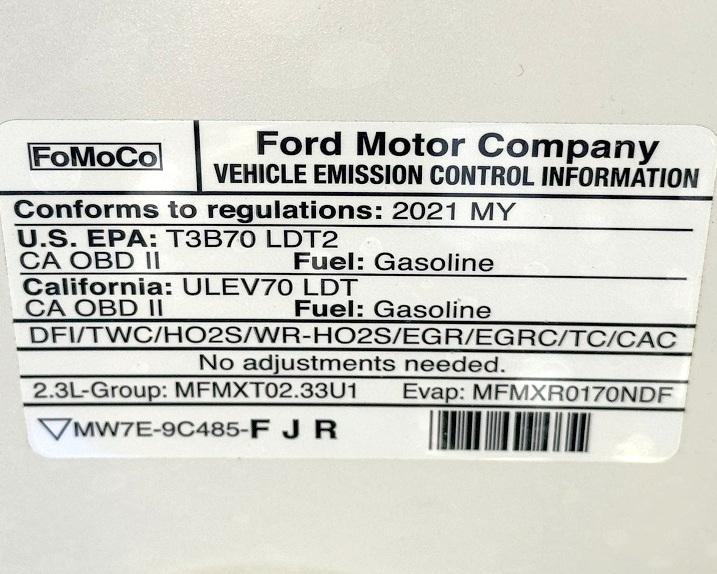 FoMoCo
Ford Motor Company
VEHICLE EMISSION CONTROL INFORMATION
Conforms to regulations: 2021 MY
U.S. EPA: T3B70 LDT2
CA OBD II Fuel: Gasoline
California: ULEV70 LDT
CA OBD II Fuel: Gasoline
DFI/TWC/HO2S/WR-HO2S/EGR/EGRC/TC/CAC
No adjustments needed.
2.3L-Group: MFMXT02.33U1 Evap: MFMXR0170NDF
MW7E-9C485-F J R